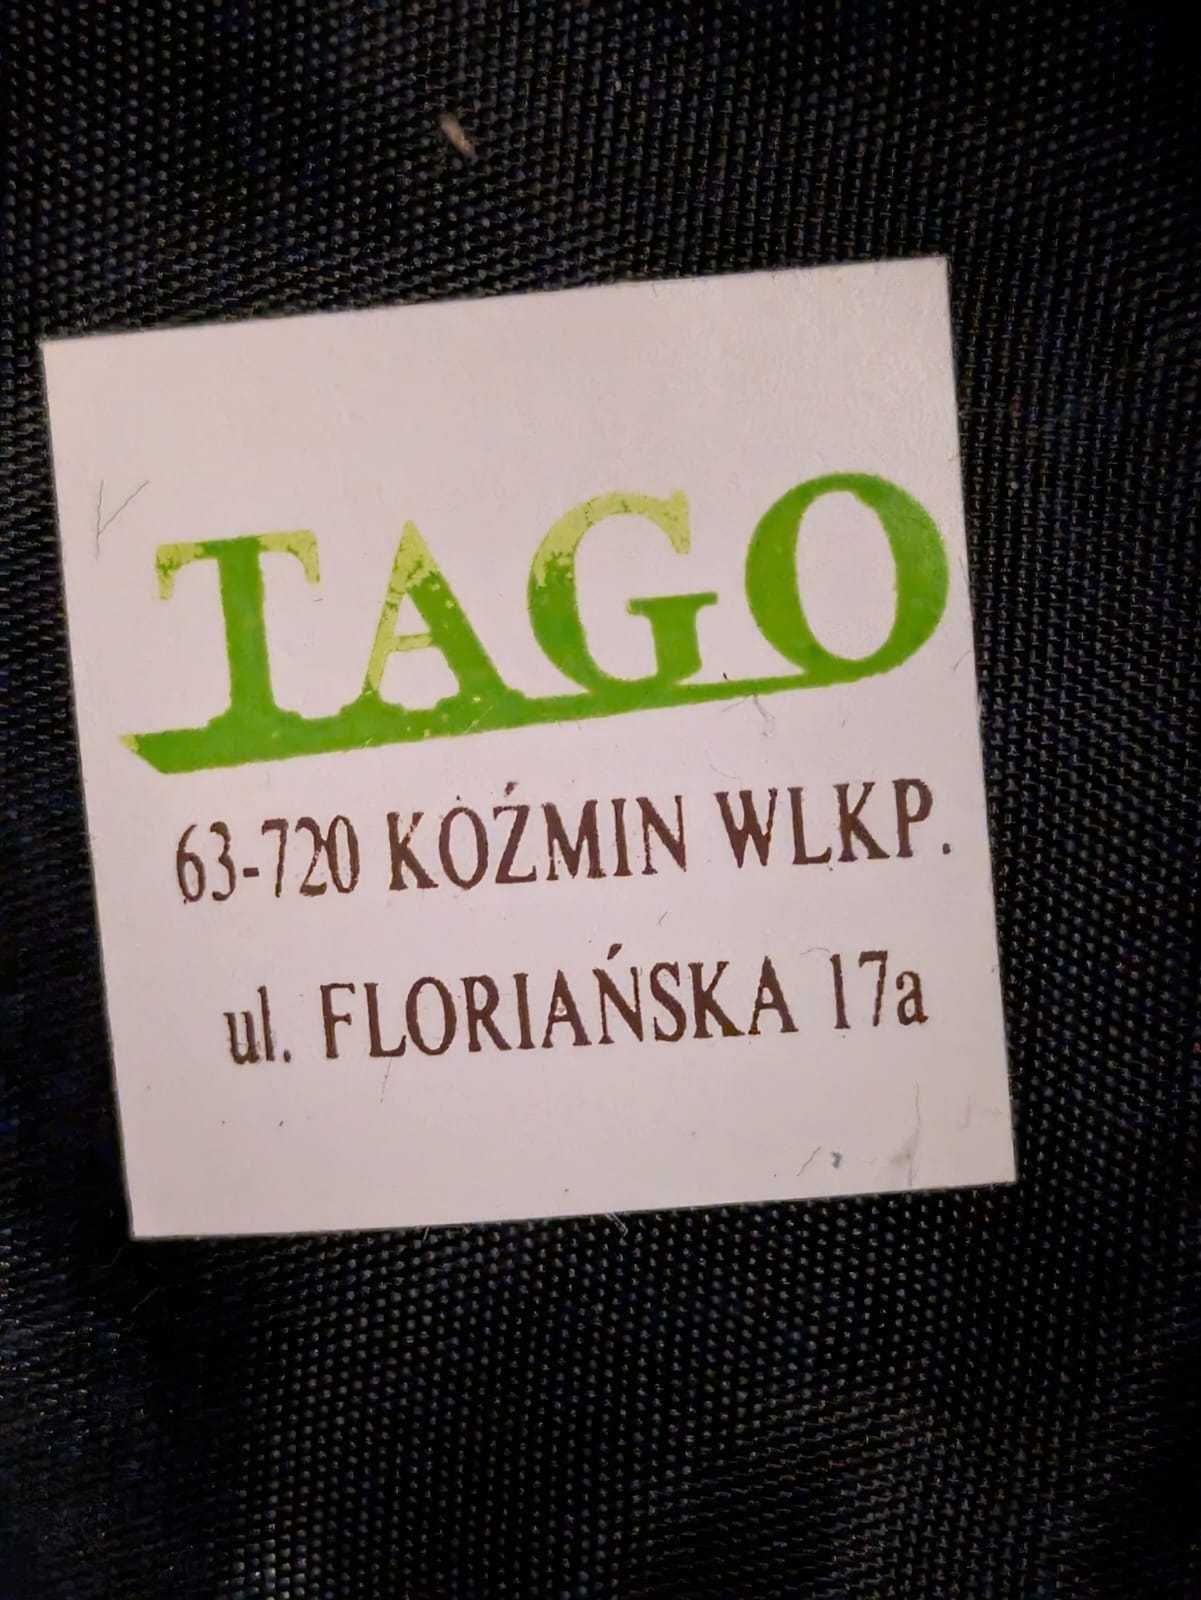 TAGO
63-720 KOŹMIN WLKP.
ul. FLORIAŃSKA 17a